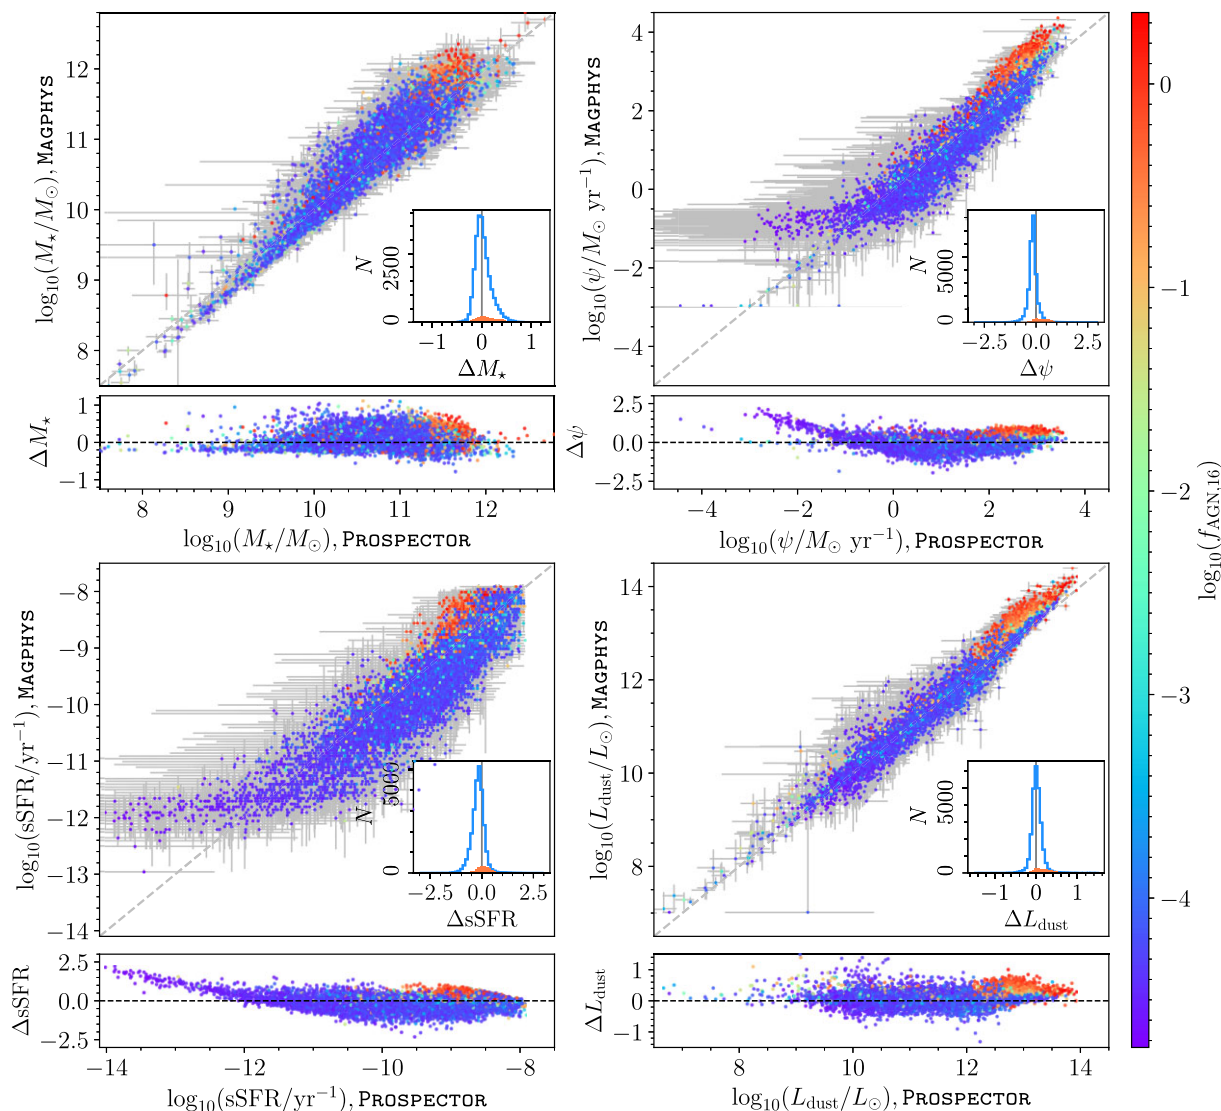 log₁₀(M⋆/M⊙), MAGPHYS
12
11
10
9
8
N
2500
0
−1 0 1
ΔM⋆
ΔM⋆
1
0
−1
8 9 10 11 12
log₁₀(M⋆/M⊙), PROSPECTOR
log₁₀(ψ/M⊙ yr⁻¹), MAGPHYS
4
2
0
−2
−4
N
5000
0
−2.5 0.0 2.5
Δψ
Δψ
2.5
0.0
−2.5
−4 −2 0 2 4
log₁₀(ψ/M⊙ yr⁻¹), PROSPECTOR
log₁₀(sSFR/yr⁻¹), MAGPHYS
−8
−9
−10
−11
−12
−13
−14
N
5000
0
−2.5 0.0 2.5
ΔsSFR
ΔsSFR
2.5
0.0
−2.5
−14 −12 −10 −8
log₁₀(sSFR/yr⁻¹), PROSPECTOR
log₁₀(L_dust/L⊙), MAGPHYS
14
12
10
8
N
5000
0
−1 0 1
ΔL_dust
ΔL_dust
1
0
−1
8 10 12 14
log₁₀(L_dust/L⊙), PROSPECTOR
0
−1
−2
−3
−4
log₁₀(f_AGN,16)